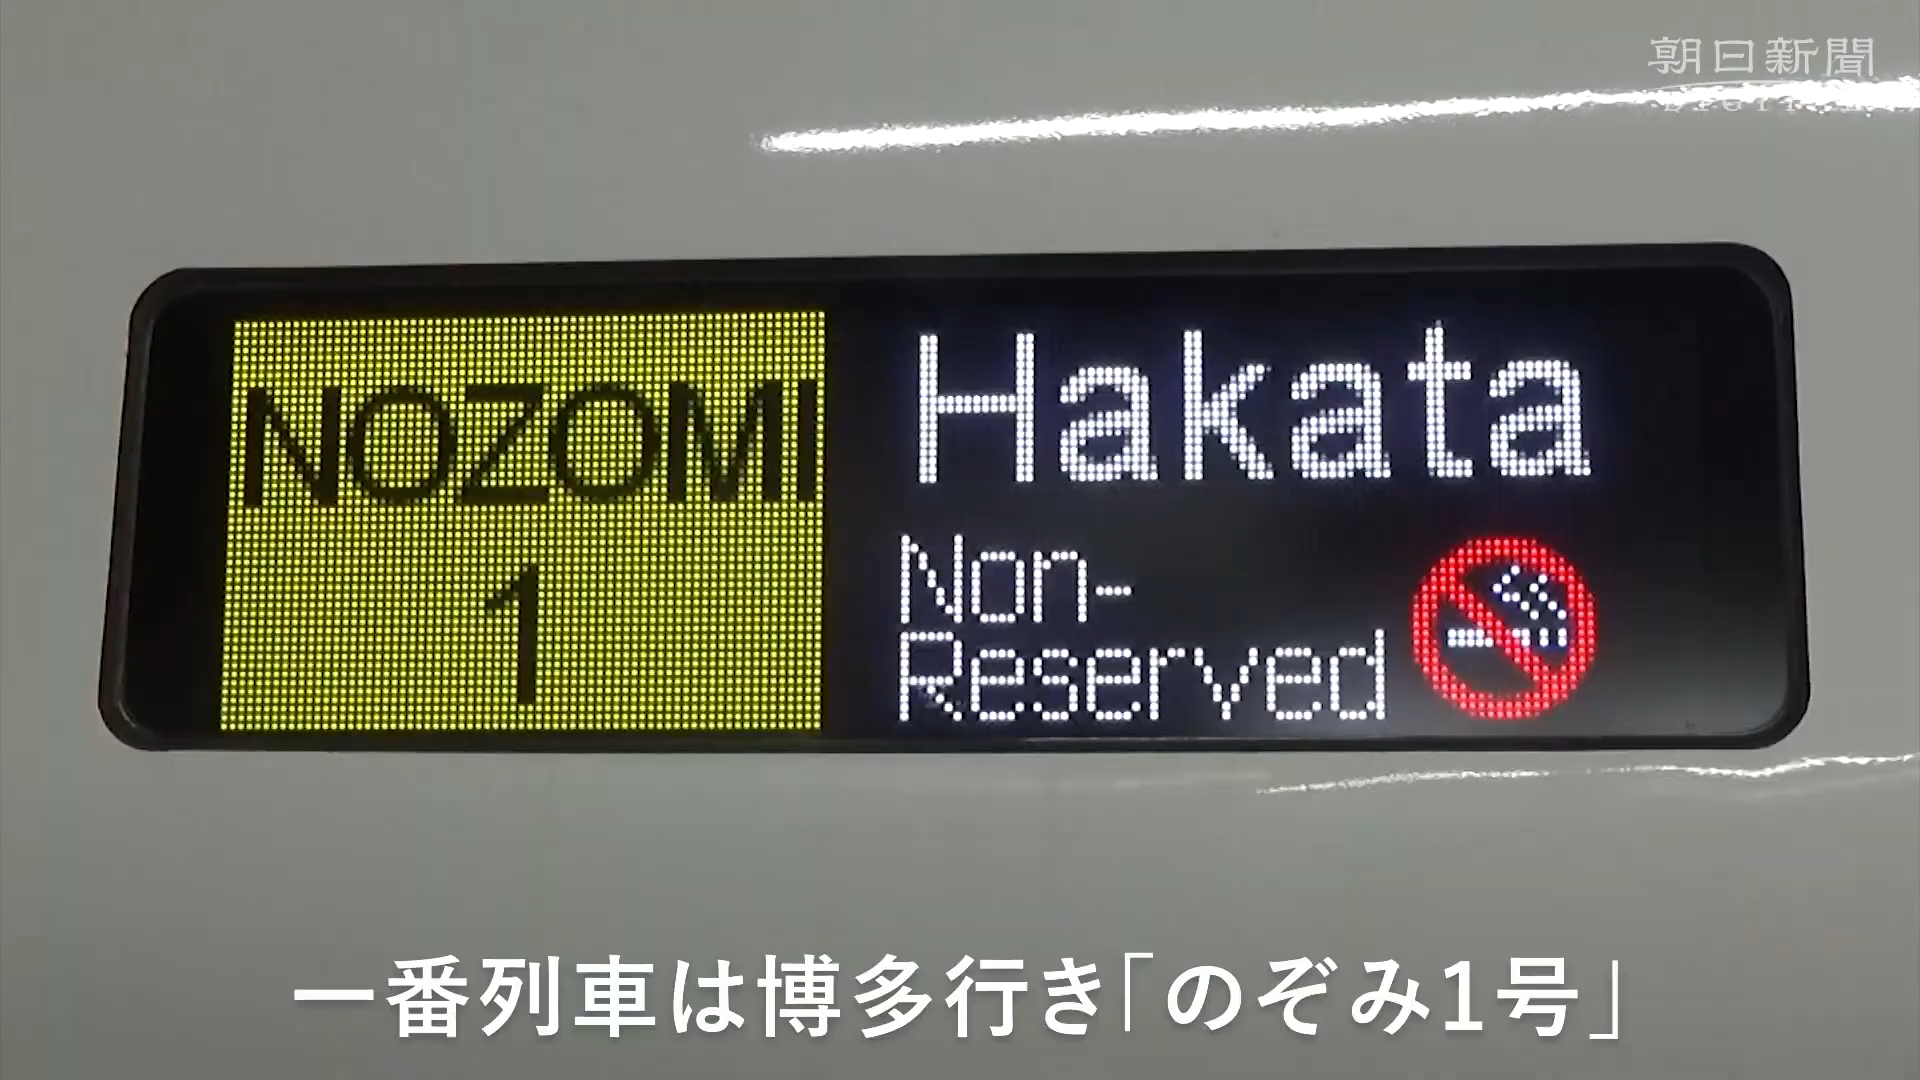 朝日新聞
DIGITAL
NOZOMI
1
Hakata
Non-
Reserved
一番列車は博多行き「のぞみ1号」